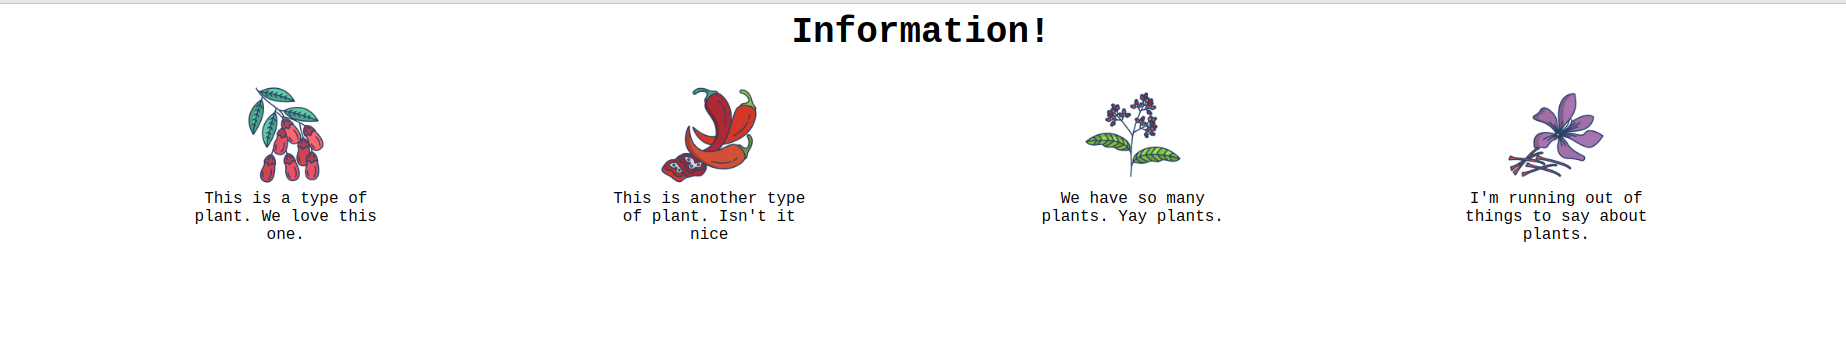 Information!
This is a type of
plant. We love this
one.
This is another type
of plant. Isn't it
nice
We have so many
plants. Yay plants.
I'm running out of
things to say about
plants.